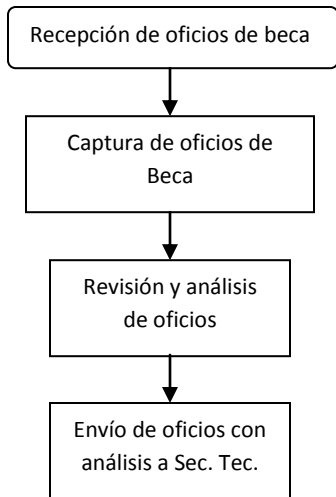 Recepción de oficios de beca
Captura de oficios de
Beca
Revisión y análisis
de oficios
Envío de oficios con
análisis a Sec. Tec.